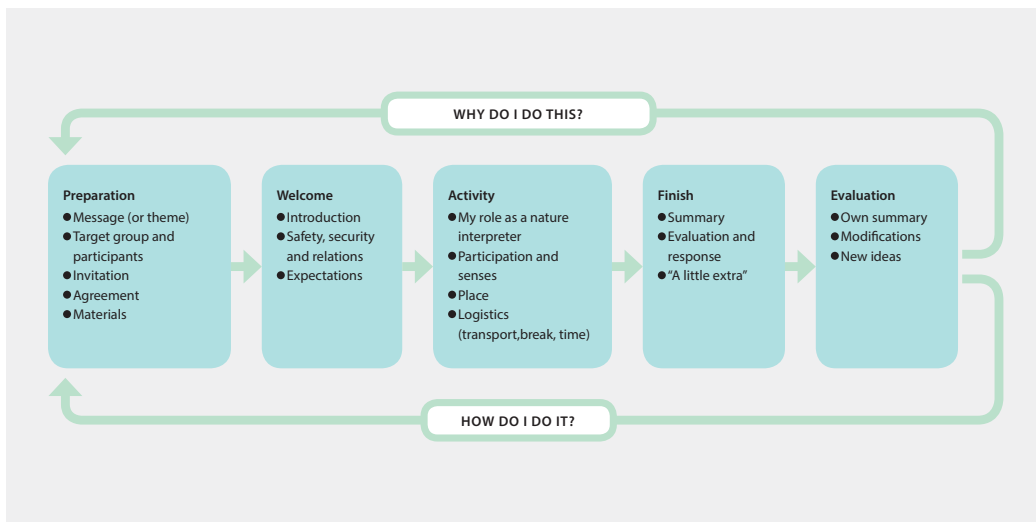 WHY DO I DO THIS?
Preparation
●Message (or theme)
●Target group and
participants
●Invitation
●Agreement
●Materials
Welcome
●Introduction
●Safety, security
and relations
●Expectations
Activity
●My role as a nature
interpreter
●Participation and
senses
●Place
●Logistics
(transport,break, time)
Finish
●Summary
●Evaluation and
response
●“A little extra”
Evaluation
●Own summary
●Modifications
●New ideas
HOW DO I DO IT?